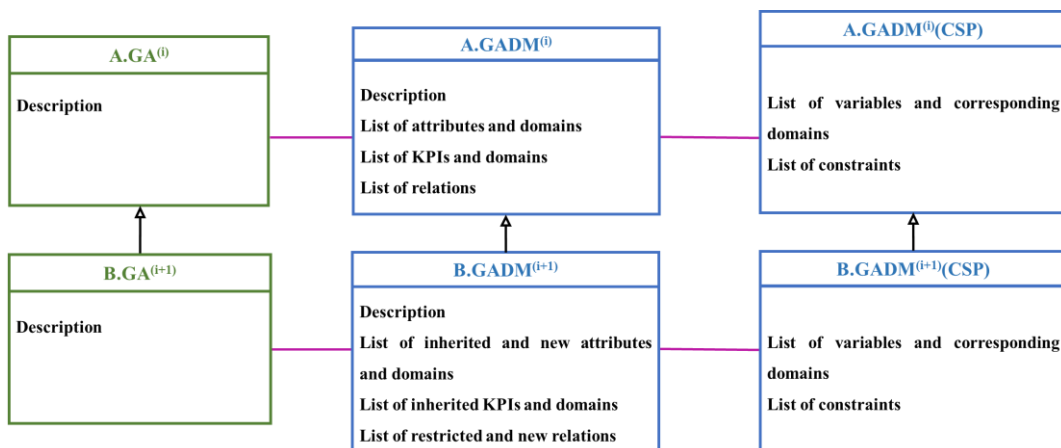 A.GA(i)
Description
A.GADM(i)
Description
List of attributes and domains
List of KPIs and domains
List of relations
A.GADM(i)(CSP)
List of variables and corresponding
domains
List of constraints
B.GA(i+1)
Description
B.GADM(i+1)
Description
List of inherited and new attributes
and domains
List of inherited KPIs and domains
List of restricted and new relations
B.GADM(i+1)(CSP)
List of variables and corresponding
domains
List of constraints